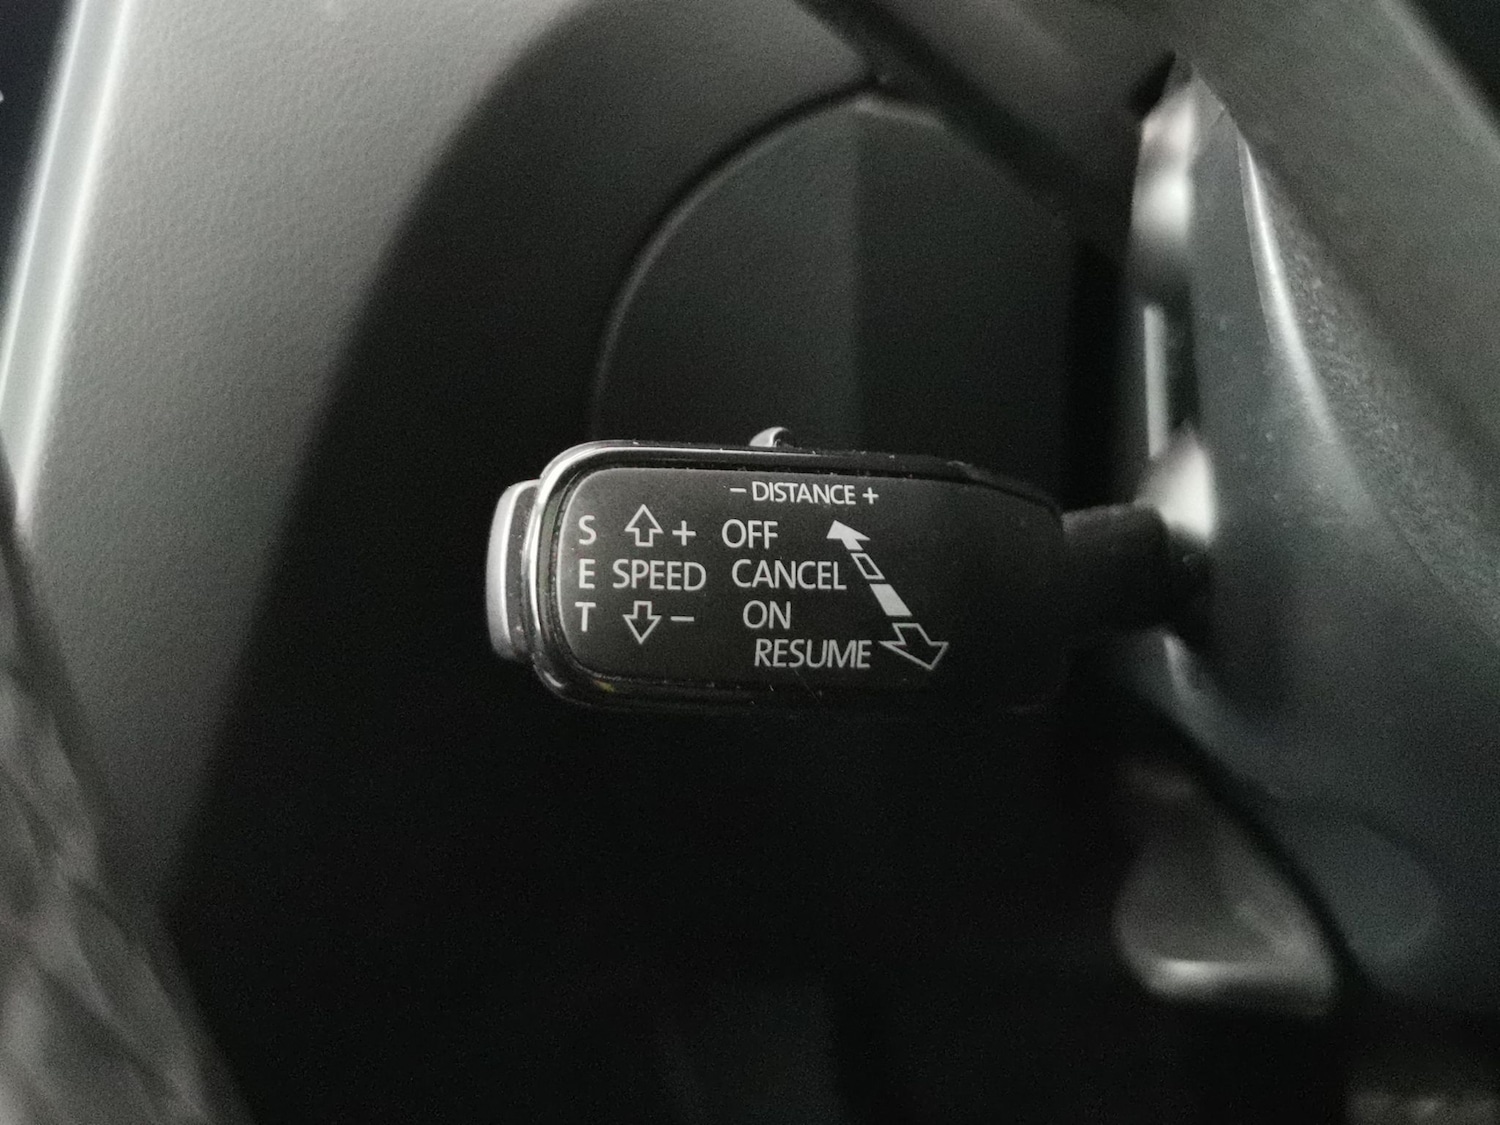 - DISTANCE +
S + OFF
E SPEED CANCEL
T - ON
RESUME